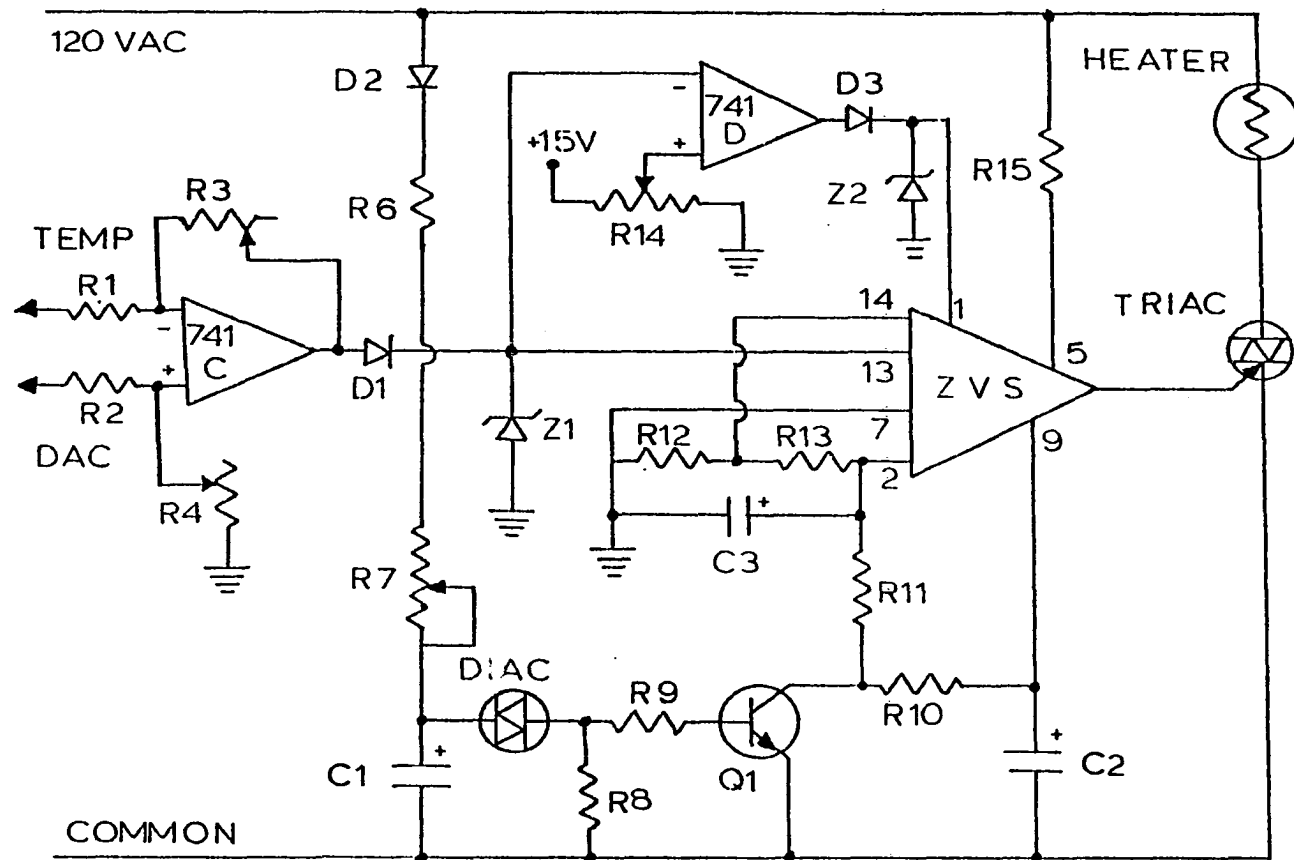 120 VAC
HEATER
D2
741
D
-
+
D3
+15V
R15
R3
R6
Z2
R14
TEMP
R1
14
1
TRIAC
741
C
-
+
5
D1
13
ZVS
R2
Z1
7
9
DAC
R12
R13
2
R4
+
C3
R7
R11
DIAC
R9
R10
+
+
C1
R8
Q1
C2
COMMON